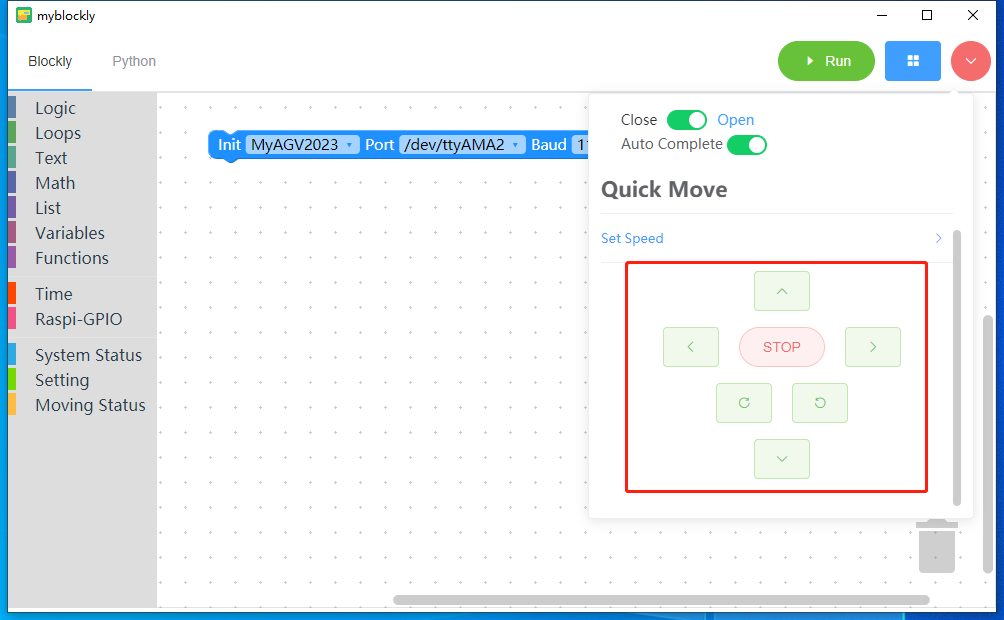 myblockly
Blockly Python Run
Logic
Loops
Text
Math
List
Variables
Functions
Time
Raspi-GPIO
System Status
Setting
Moving Status
Init MyAGV2023 Port /dev/ttyAMA2 Baud
Close Open
Auto Complete
Quick Move
Set Speed
STOP